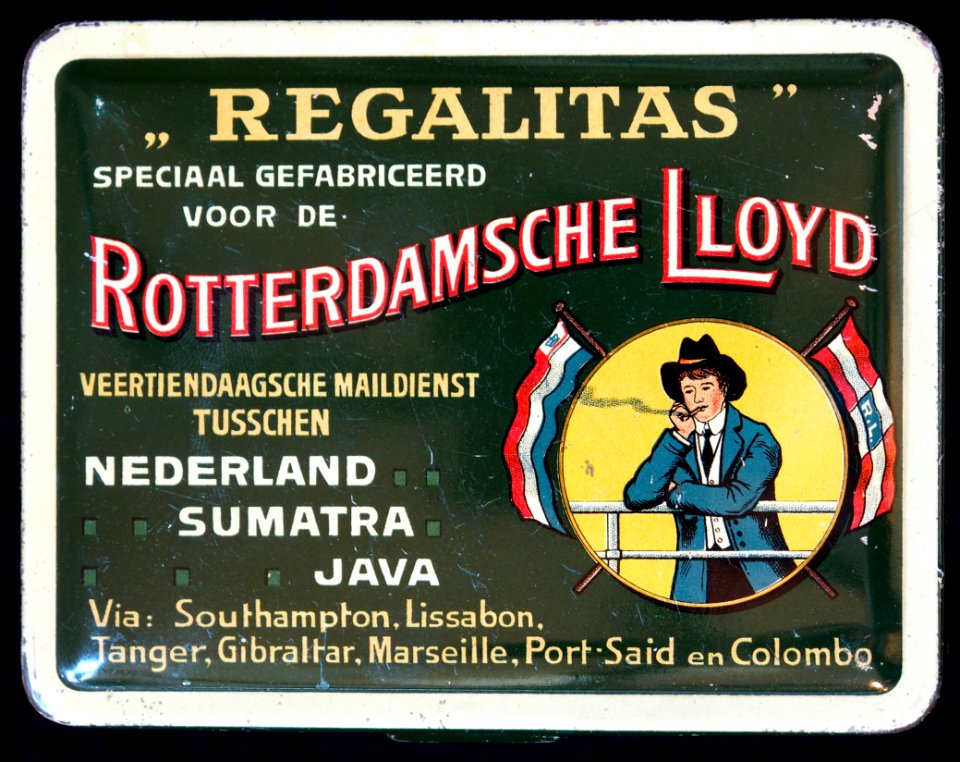 „ REGALITAS ”
SPECIAAL GEFABRICEERD
VOOR DE
ROTTERDAMSCHE LLOYD
VEERTIENDAAGSCHE MAILDIENST
TUSSCHEN
NEDERLAND
SUMATRA
JAVA
Via: Southampton, Lissabon,
Tanger, Gibraltar, Marseille, Port-Said en Colombo.
R.L.